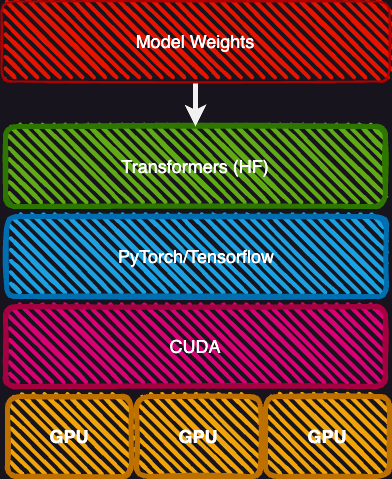 Model Weights
Transformers (HF)
PyTorch/Tensorflow
CUDA
GPU GPU GPU